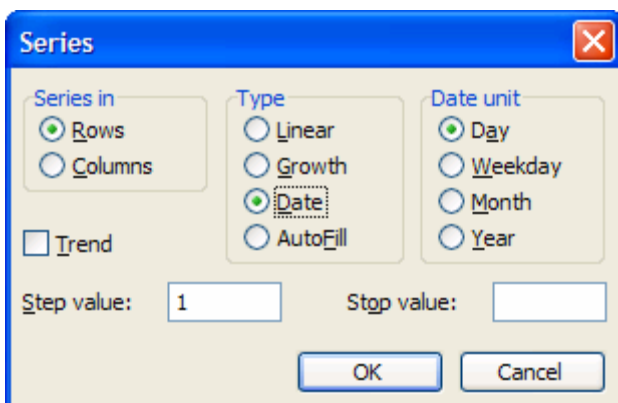 Series
Series in
Rows
Columns
Trend
Type
Linear
Growth
Date
AutoFill
Date unit
Day
Weekday
Month
Year
Step value: 1
Stop value:
OK
Cancel